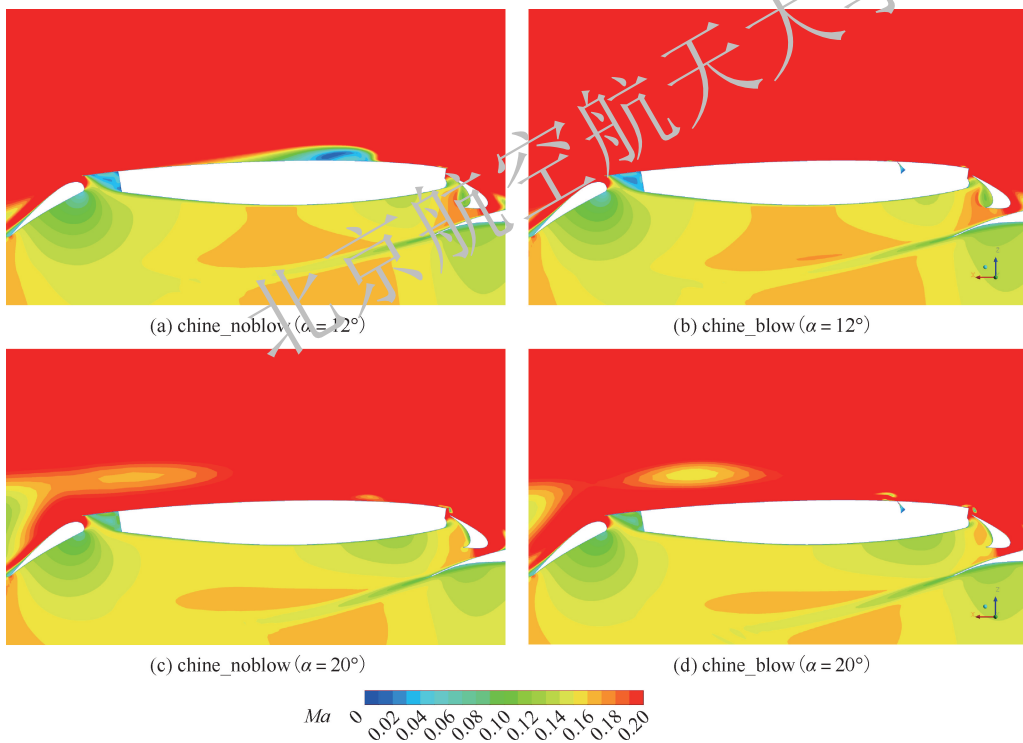 北京航空航天大学
(a) chine_noblow (α = 12°)
(b) chine_blow (α = 12°)
(c) chine_noblow (α = 20°)
(d) chine_blow (α = 20°)
Ma 0 0.02 0.04 0.06 0.08 0.10 0.12 0.14 0.16 0.18 0.20